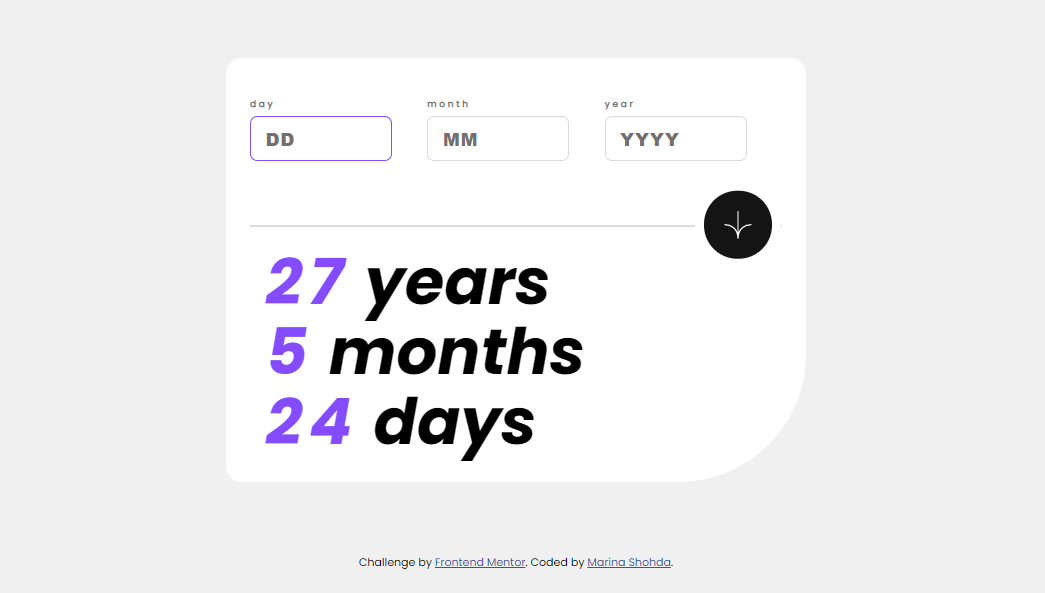 day month year
DD MM YYYY
27 years
5 months
24 days
Challenge by Frontend Mentor. Coded by Marina Shohda.